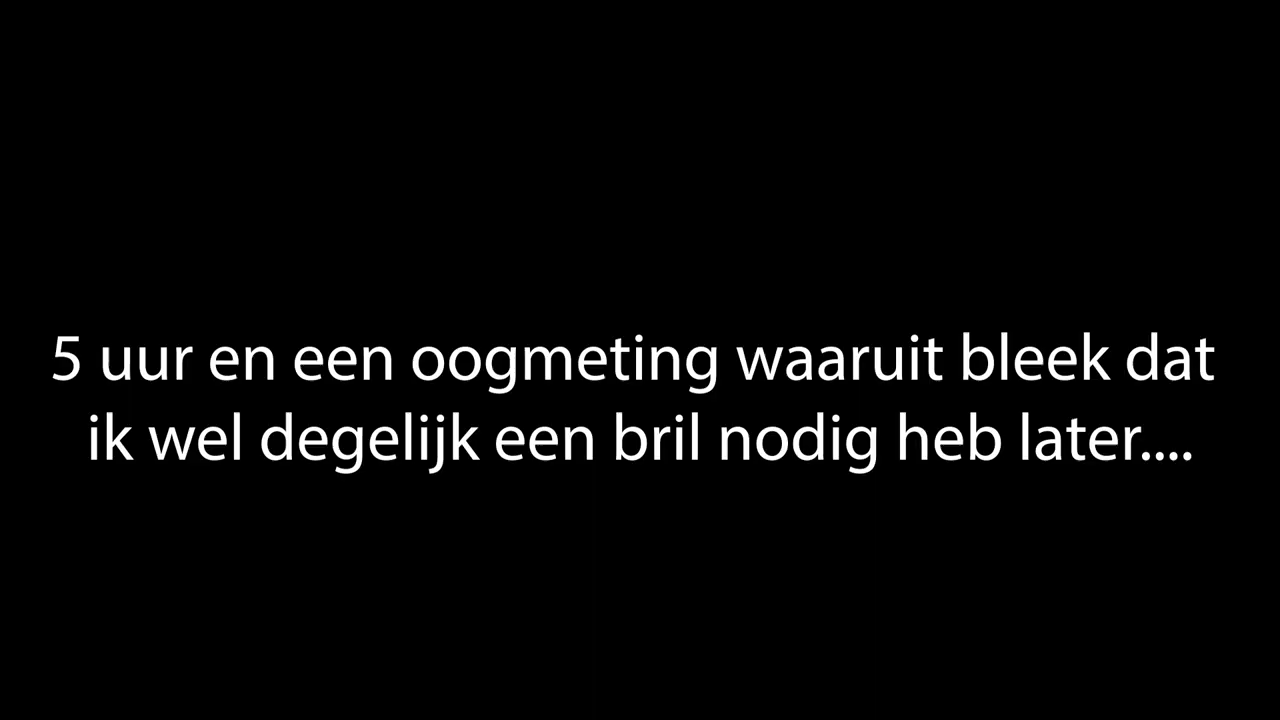 5 uur en een oogmeting waaruit bleek dat
ik wel degelijk een bril nodig heb later....